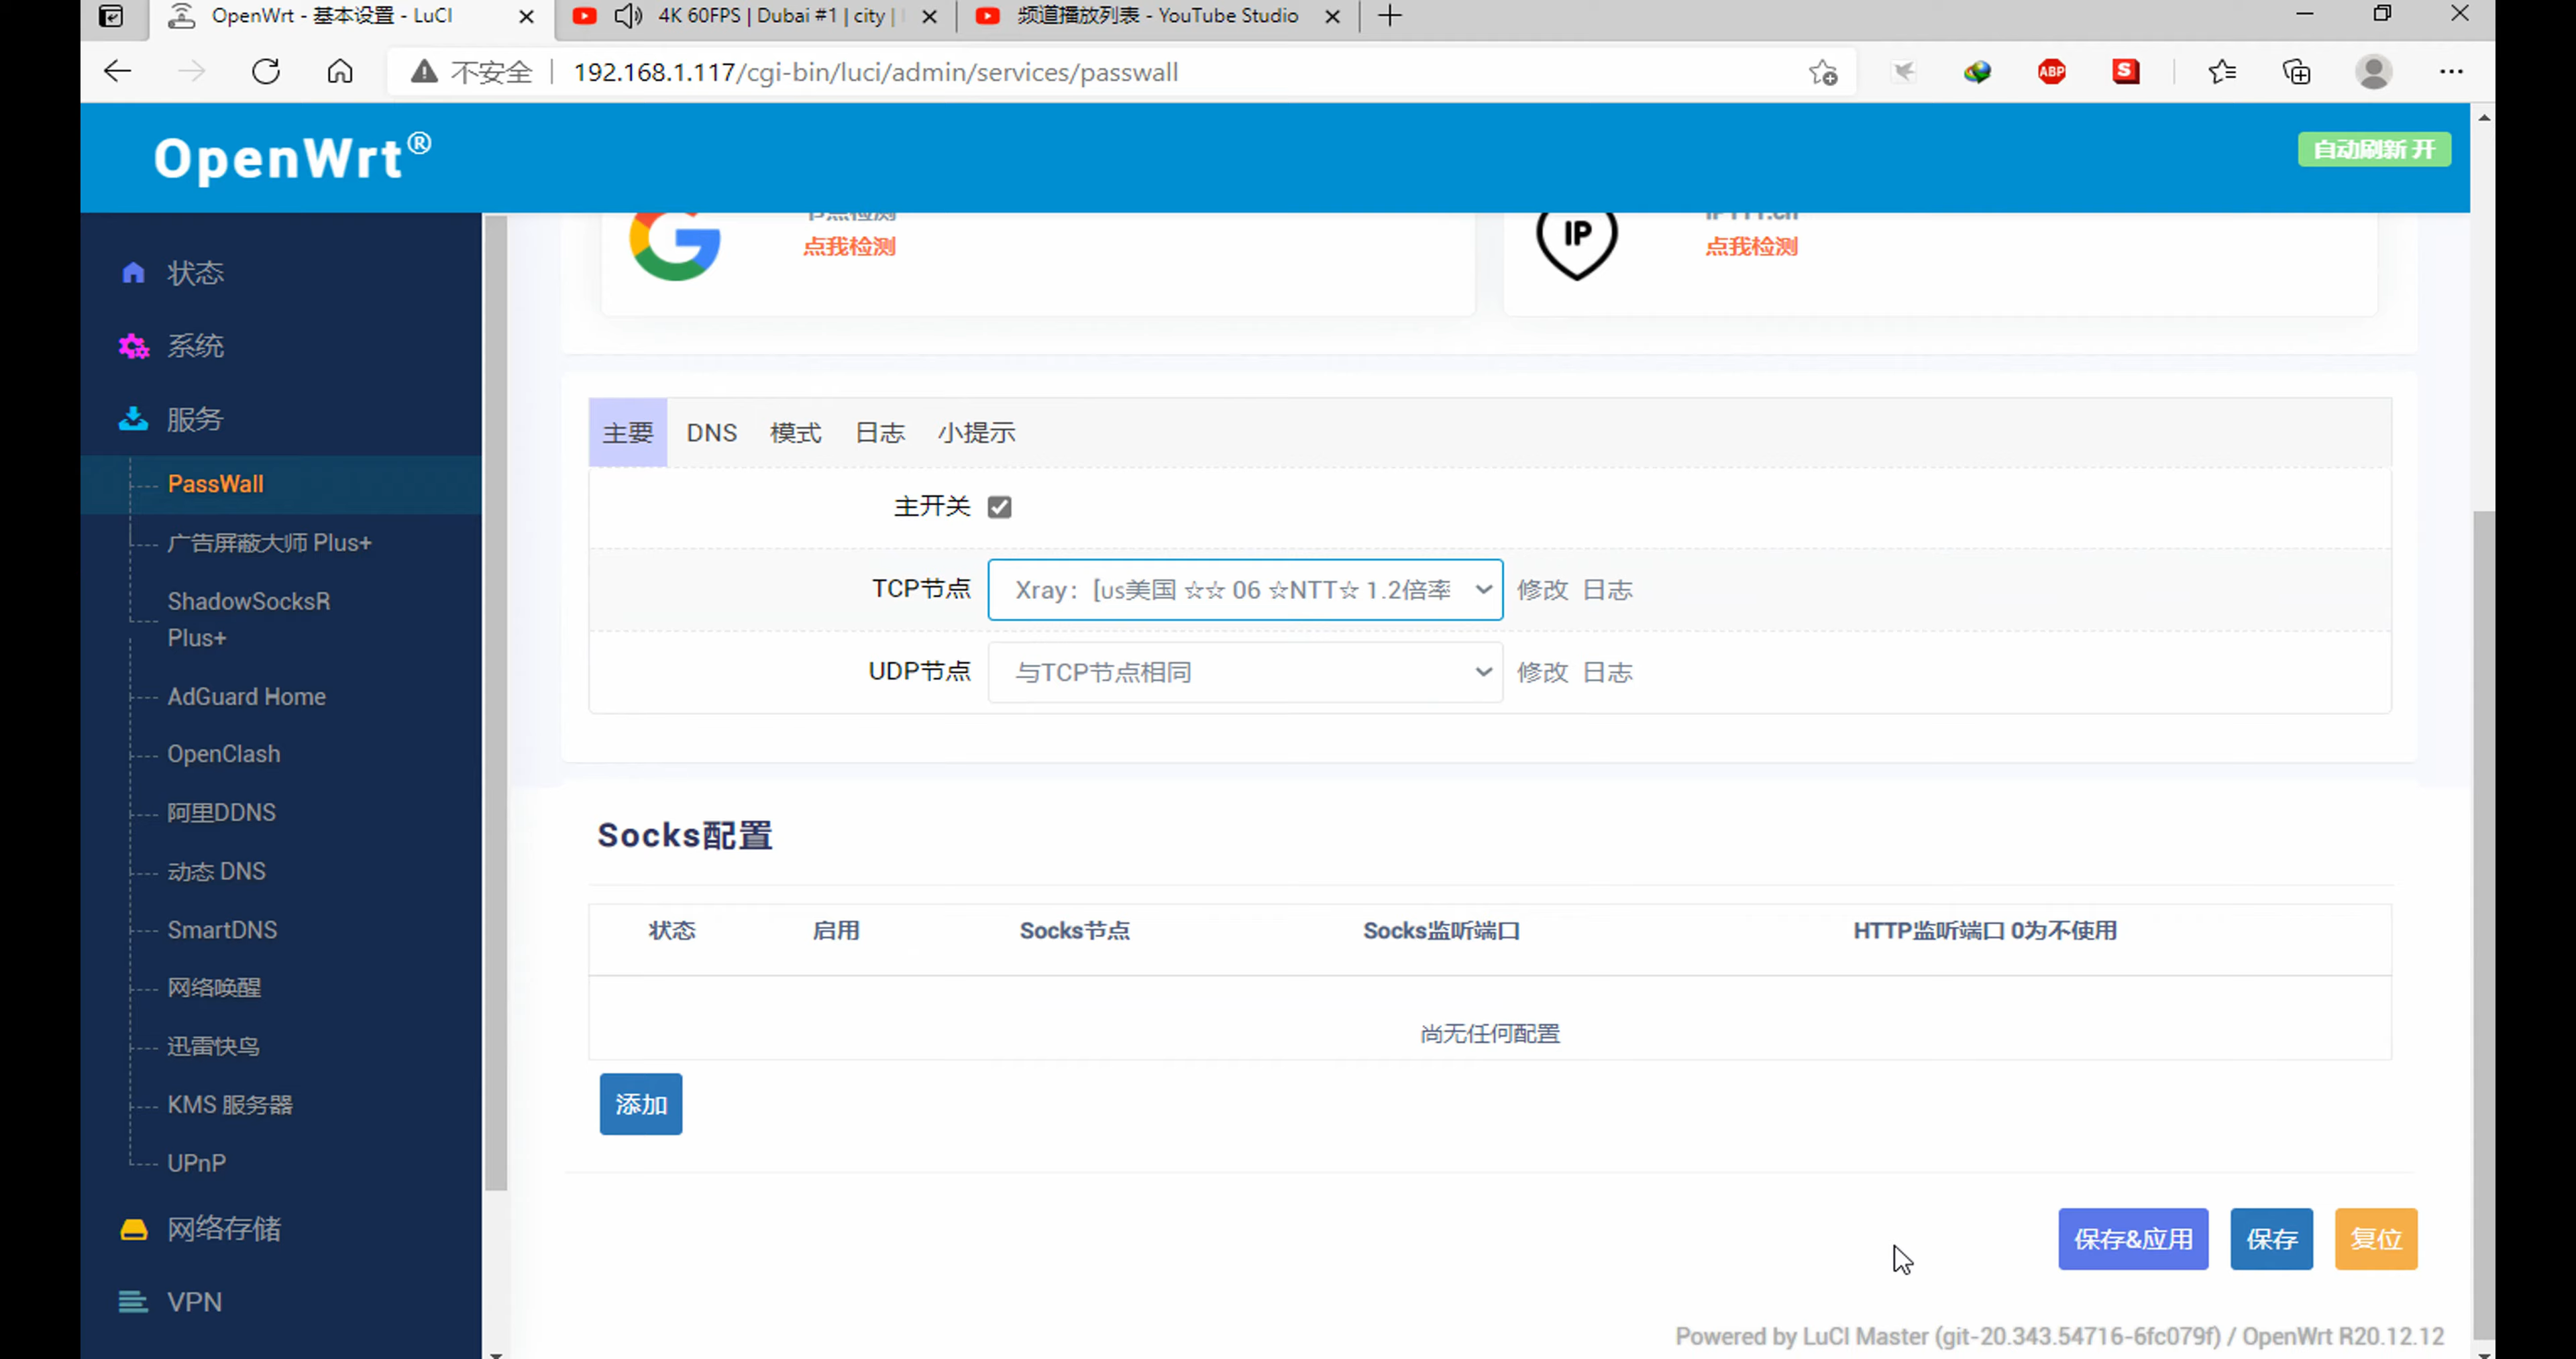 OpenWrt - 基本设置 - LuCI
4K 60FPS | Dubai #1 | city |
频道播放列表 - YouTube Studio
不安全
192.168.1.117/cgi-bin/luci/admin/services/passwall
ABP
S
OpenWrt®
自动刷新 开
状态
系统
服务
PassWall
广告屏蔽大师 Plus+
ShadowSocksR
Plus+
AdGuard Home
OpenClash
阿里DDNS
动态 DNS
SmartDNS
网络唤醒
迅雷快鸟
KMS 服务器
UPnP
网络存储
VPN
节点检测
点我检测
IP
IP111.cn
点我检测
主要 DNS 模式 日志 小提示
主开关
TCP节点 Xray：[us美国 ☆☆ 06 ☆NTT☆ 1.2倍率 修改 日志
UDP节点 与TCP节点相同 修改 日志
Socks配置
状态 启用 Socks节点 Socks监听端口 HTTP监听端口 0为不使用
尚无任何配置
添加
保存&应用 保存 复位
Powered by LuCI Master (git-20.343.54716-6fc079f) / OpenWrt R20.12.12